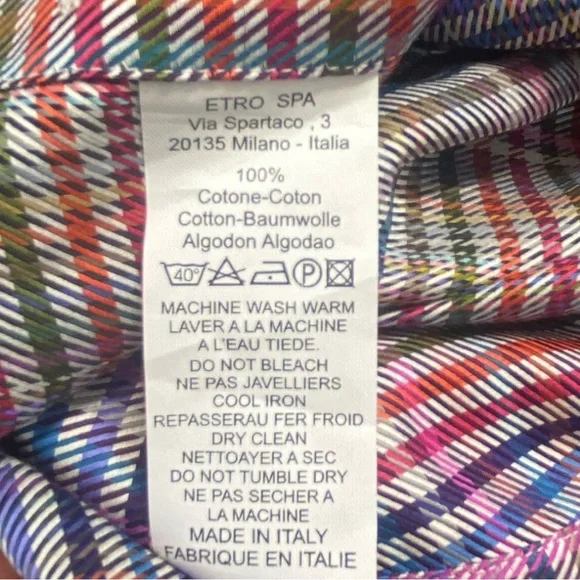 ETRO SPA
Via Spartaco , 3
20135 Milano - Italia
100%
Cotone-Coton
Cotton-Baumwolle
Algodon Algodao
40° P
MACHINE WASH WARM
LAVER A LA MACHINE
A L'EAU TIEDE.
DO NOT BLEACH
NE PAS JAVELLIERS
COOL IRON
REPASSERAU FER FROID
DRY CLEAN
NETTOYER A SEC
DO NOT TUMBLE DRY
NE PAS SECHER A
LA MACHINE
MADE IN ITALY
FABRIQUE EN ITALIE